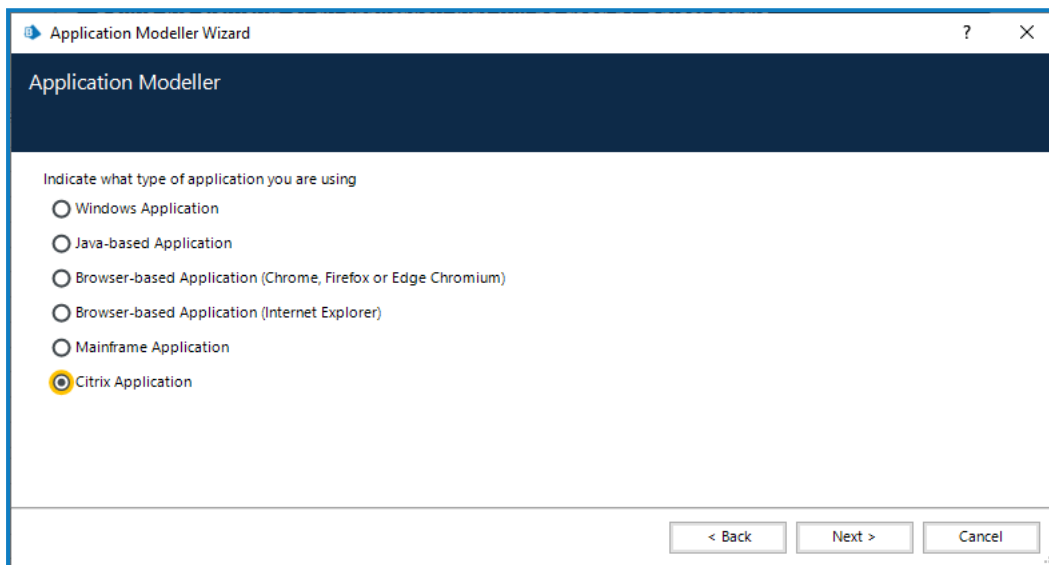 Application Modeller Wizard
?
Application Modeller
Indicate what type of application you are using
Windows Application
Java-based Application
Browser-based Application (Chrome, Firefox or Edge Chromium)
Browser-based Application (Internet Explorer)
Mainframe Application
Citrix Application
< Back Next > Cancel